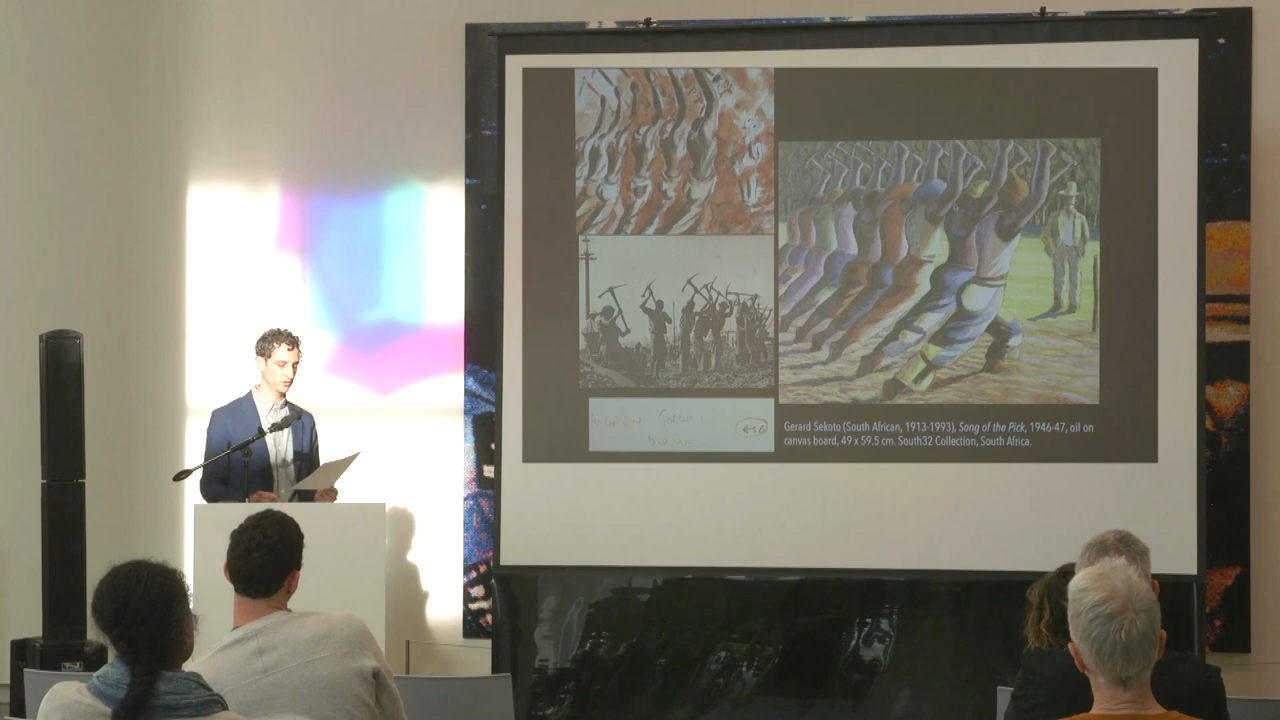 Gerard Sekoto (South African, 1913-1993), Song of the Pick, 1946-47, oil on
canvas board, 49 x 59.5 cm. South32 Collection, South Africa.